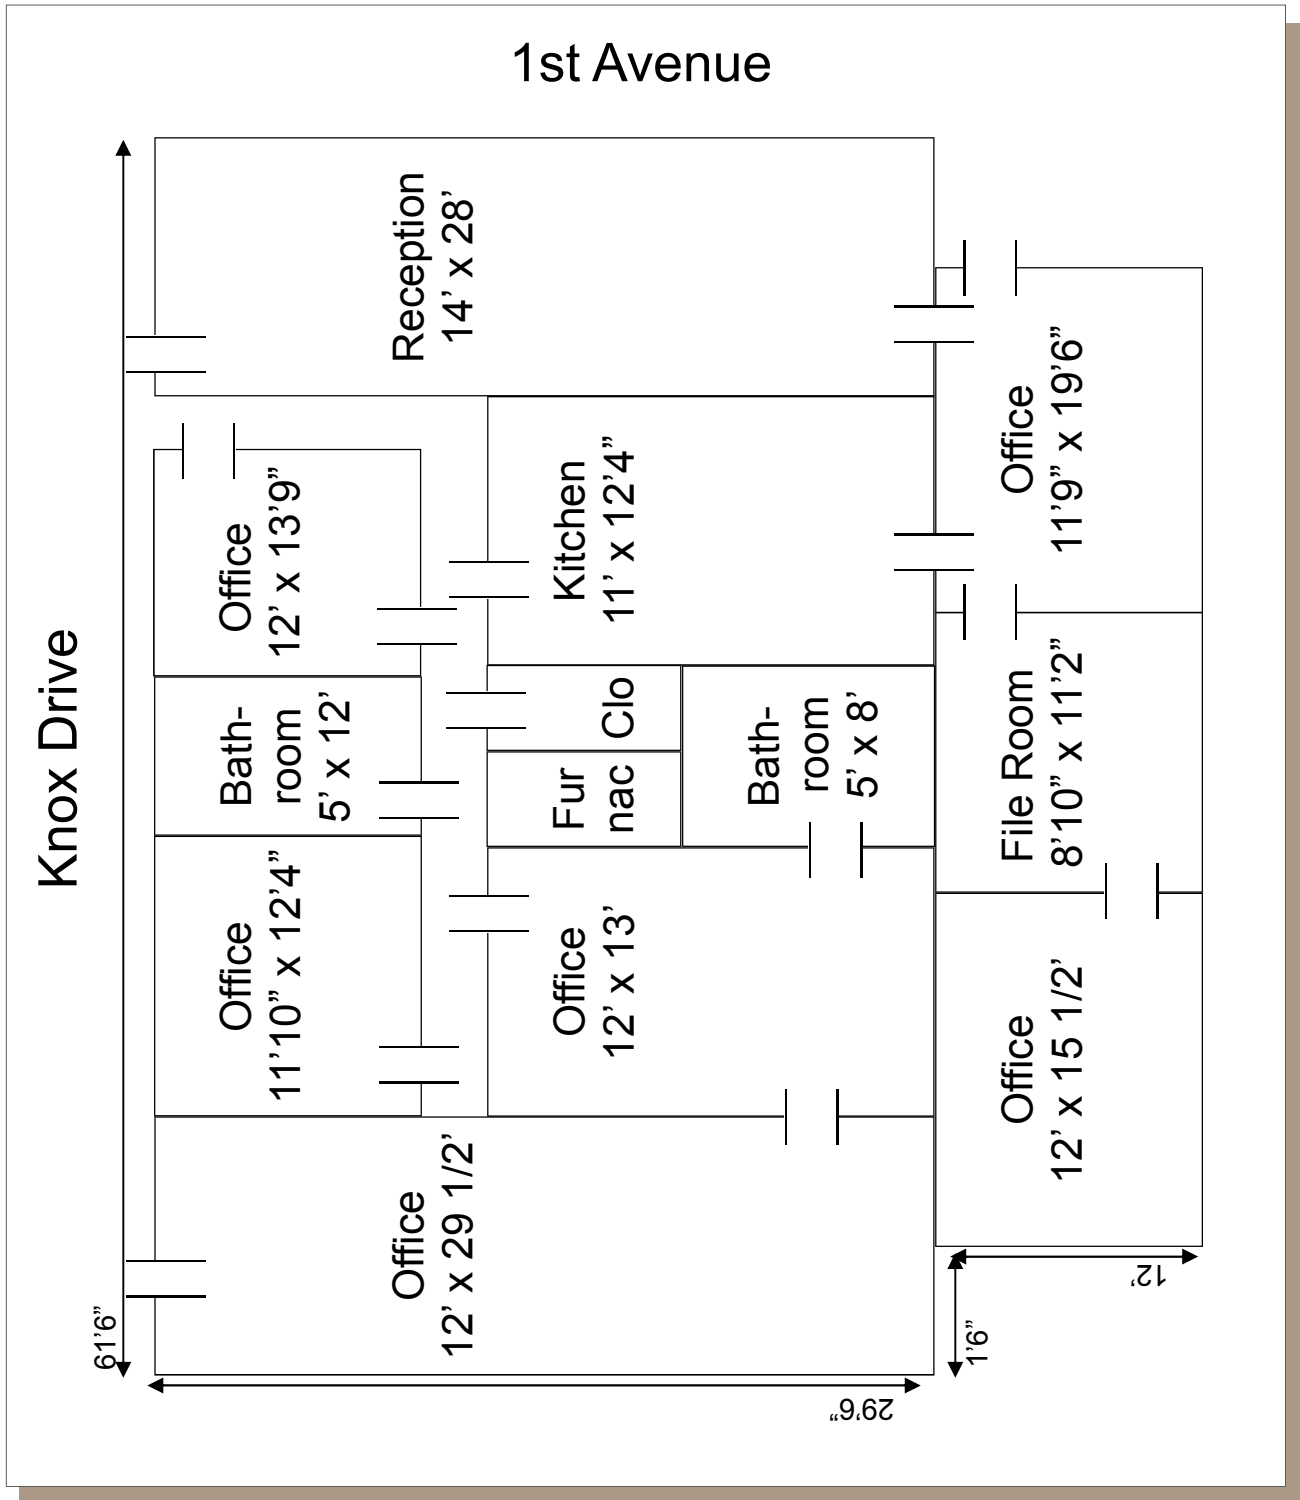 1st Avenue
Knox Drive
61’6”
Reception
14’ x 28’
Office
12’ x 13’9”
Kitchen
11’ x 12’4”
Office
11’9” x 19’6”
Bath-
room
5’ x 12’
Clo
Fur
nac
Bath-
room
5’ x 8’
File Room
8’10” x 11’2”
Office
11’10” x 12’4”
Office
12’ x 13’
Office
12’ x 15 1/2’
Office
12’ x 29 1/2’
12’
1’6”
29’6”